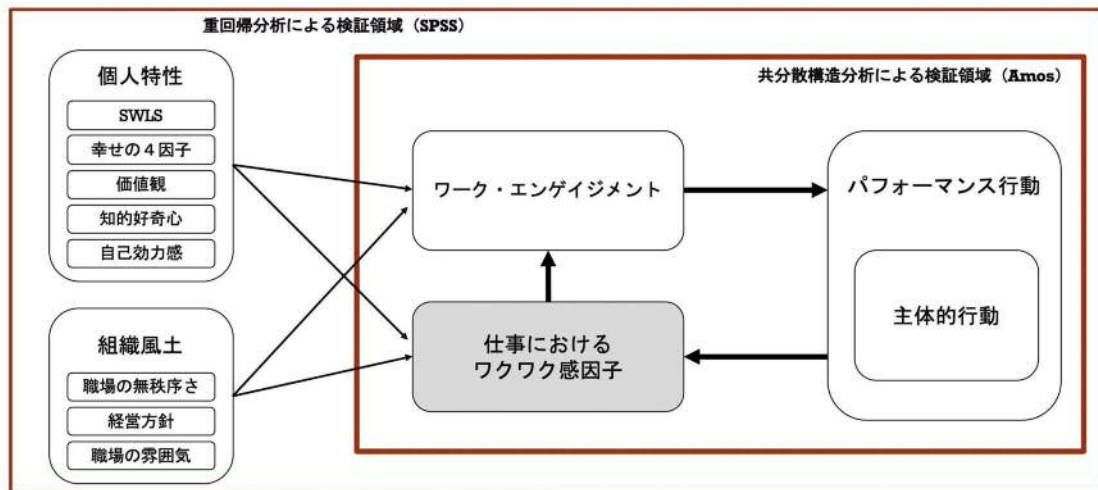 重回帰分析による検証領域（SPSS）
個人特性
SWLS
幸せの４因子
価値観
知的好奇心
自己効力感
組織風土
職場の無秩序さ
経営方針
職場の雰囲気
共分散構造分析による検証領域（Amos）
ワーク・エンゲイジメント
仕事における
ワクワク感因子
パフォーマンス行動
主体的行動